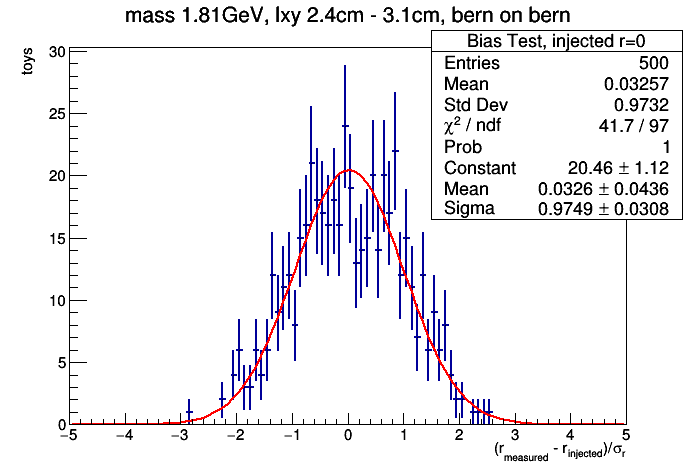 mass 1.81GeV, lxy 2.4cm - 3.1cm, bern on bern
Bias Test, injected r=0
Entries 500
Mean 0.03257
Std Dev 0.9732
χ² / ndf 41.7 / 97
Prob 1
Constant 20.46 ± 1.12
Mean 0.0326 ± 0.0436
Sigma 0.9749 ± 0.0308
toys
30
25
20
15
10
5
0
−5 −4 −3 −2 −1 0 1 2 3 4 5
(r_measured - r_injected)/σ_r